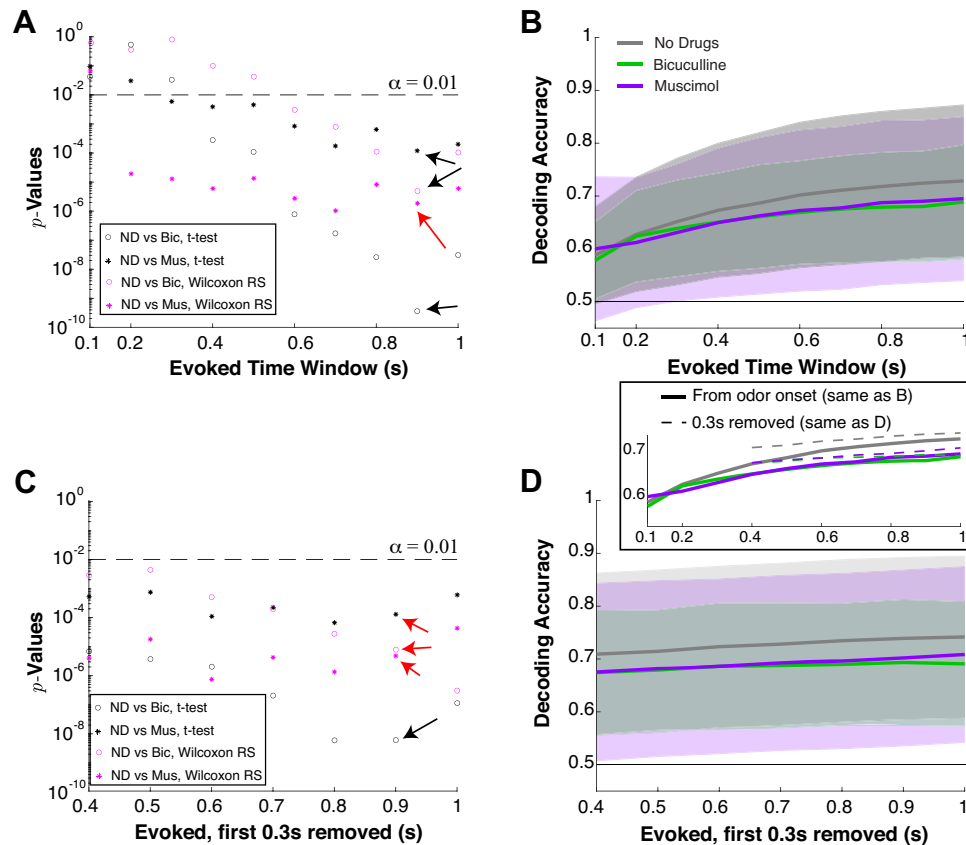 A
10^0
10^-2
10^-4
10^-6
10^-8
10^-10
p-Values
α = 0.01
ND vs Bic, t-test
ND vs Mus, t-test
ND vs Bic, Wilcoxon RS
ND vs Mus, Wilcoxon RS
0.1 0.2 0.4 0.6 0.8 1
Evoked Time Window (s)
B
1
0.9
0.8
0.7
0.6
0.5
Decoding Accuracy
No Drugs
Bicuculline
Muscimol
0.1 0.2 0.4 0.6 0.8 1
Evoked Time Window (s)
From odor onset (same as B)
0.3s removed (same as D)
0.7
0.6
0.1 0.2 0.4 0.6 0.8 1
C
10^0
10^-2
10^-4
10^-6
10^-8
10^-10
p-Values
α = 0.01
ND vs Bic, t-test
ND vs Mus, t-test
ND vs Bic, Wilcoxon RS
ND vs Mus, Wilcoxon RS
0.4 0.5 0.6 0.7 0.8 0.9 1
Evoked, first 0.3s removed (s)
D
1
0.9
0.8
0.7
0.6
0.5
Decoding Accuracy
0.4 0.5 0.6 0.7 0.8 0.9 1
Evoked, first 0.3s removed (s)